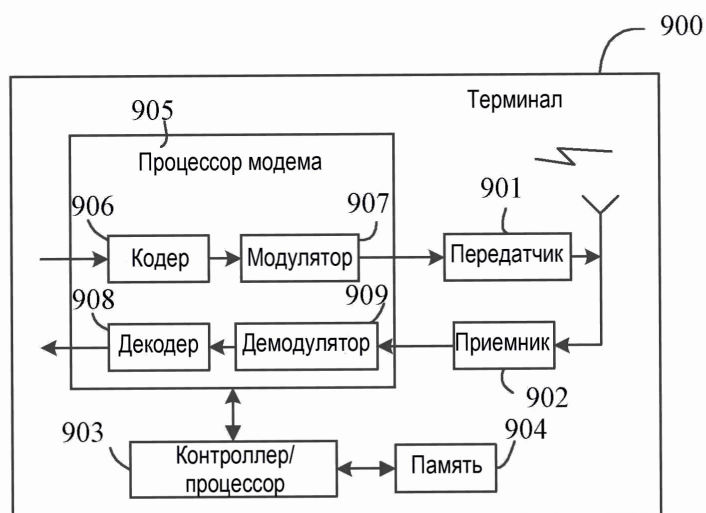 900
Терминал
905
Процессор модема
901
906
907
Кодер
Модулятор
Передатчик
908
909
Декодер
Демодулятор
Приемник
902
903
904
Контроллер/
процессор
Память